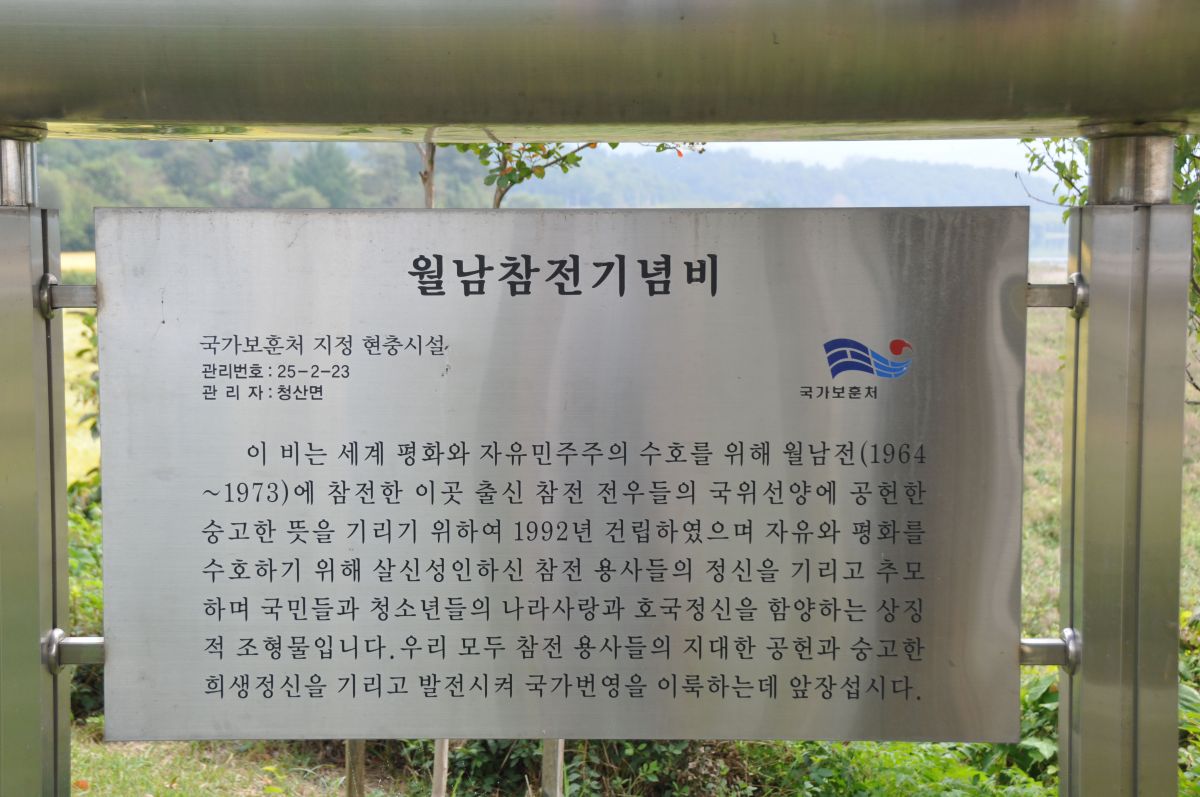 월남참전기념비
국가보훈처 지정 현충시설
관리번호 : 25-2-23
관 리 자 : 청산면
국가보훈처
이 비는 세계 평화와 자유민주주의 수호를 위해 월남전(1964
~1973)에 참전한 이곳 출신 참전 전우들의 국위선양에 공헌한
숭고한 뜻을 기리기 위하여 1992년 건립하였으며 자유와 평화를
수호하기 위해 살신성인하신 참전 용사들의 정신을 기리고 추모
하며 국민들과 청소년들의 나라사랑과 호국정신을 함양하는 상징
적 조형물입니다.우리 모두 참전 용사들의 지대한 공헌과 숭고한
희생정신을 기리고 발전시켜 국가번영을 이룩하는데 앞장섭시다.